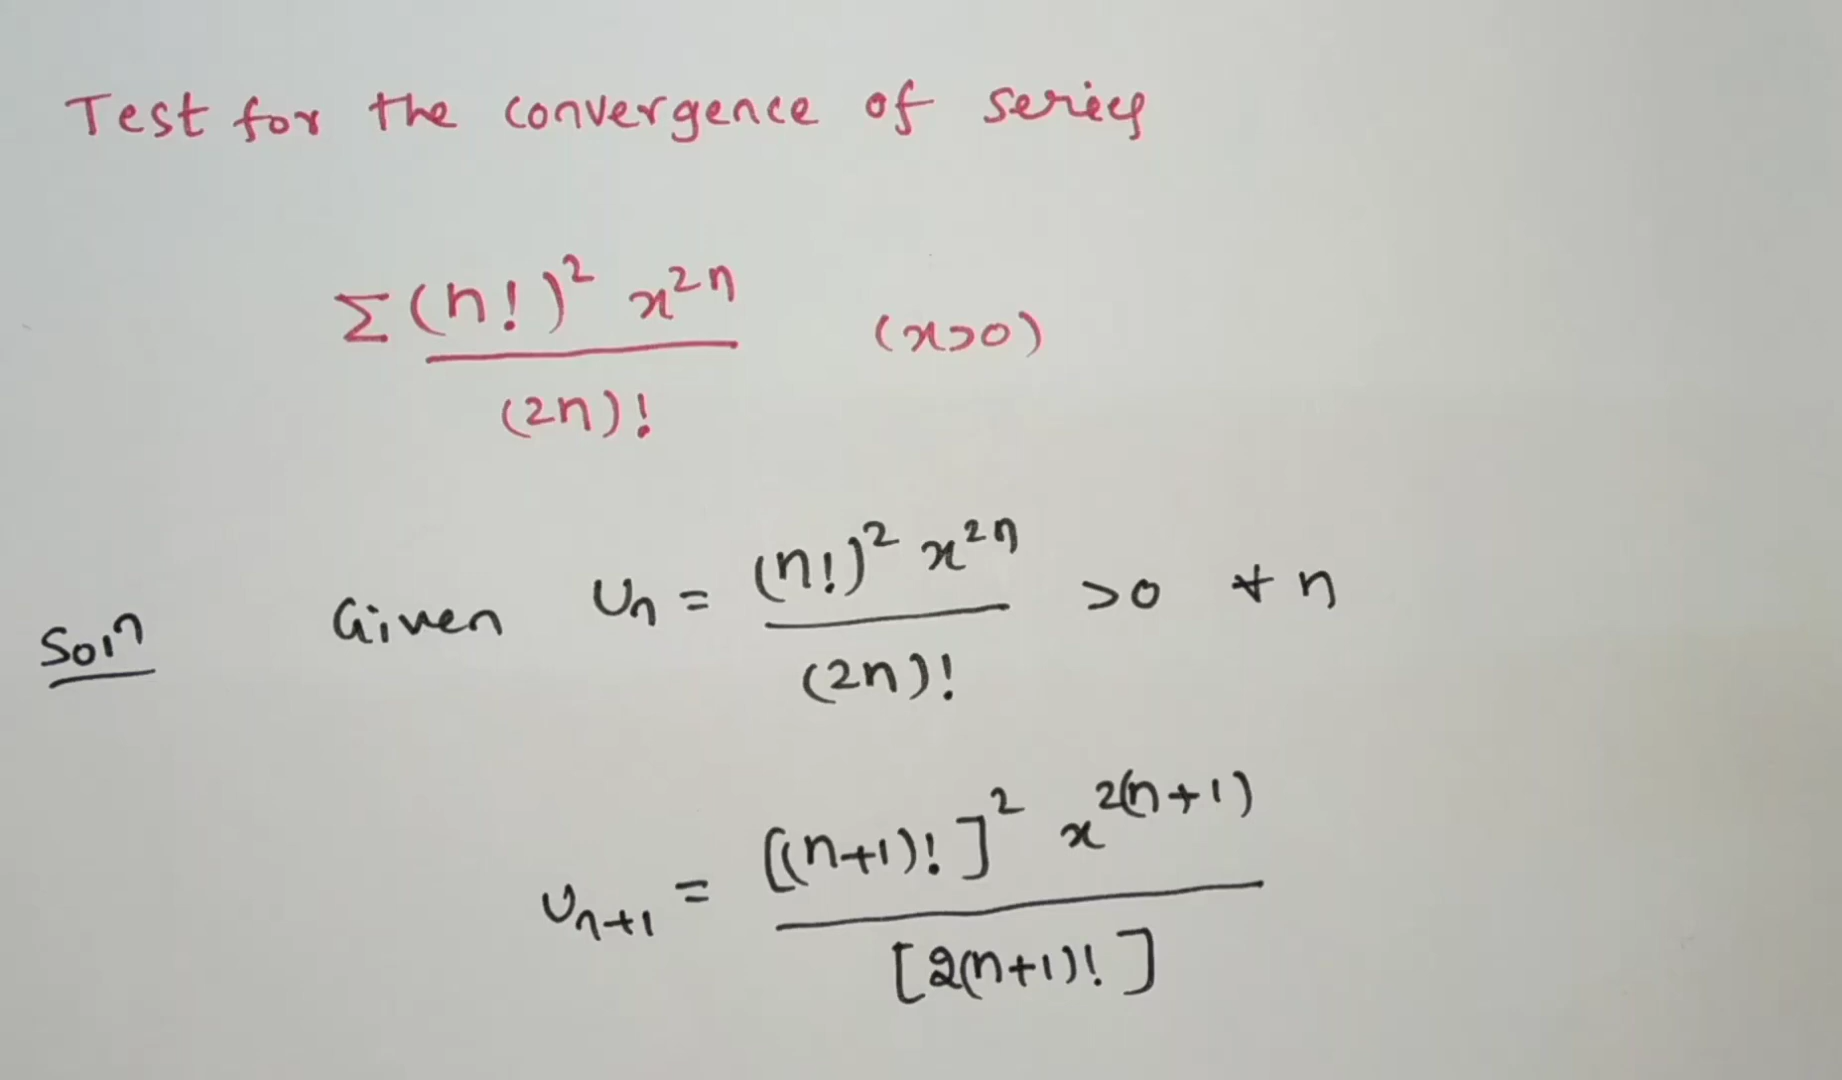 Test for the convergence of series
Σ (n!)² x²ⁿ / (2n)! (x>0)
Soln Given Uₙ = (n!)² x²ⁿ / (2n)! >0 ∀ n
Uₙ₊₁ = [(n+1)!]² x²⁽ⁿ⁺¹⁾ / [2(n+1)!]